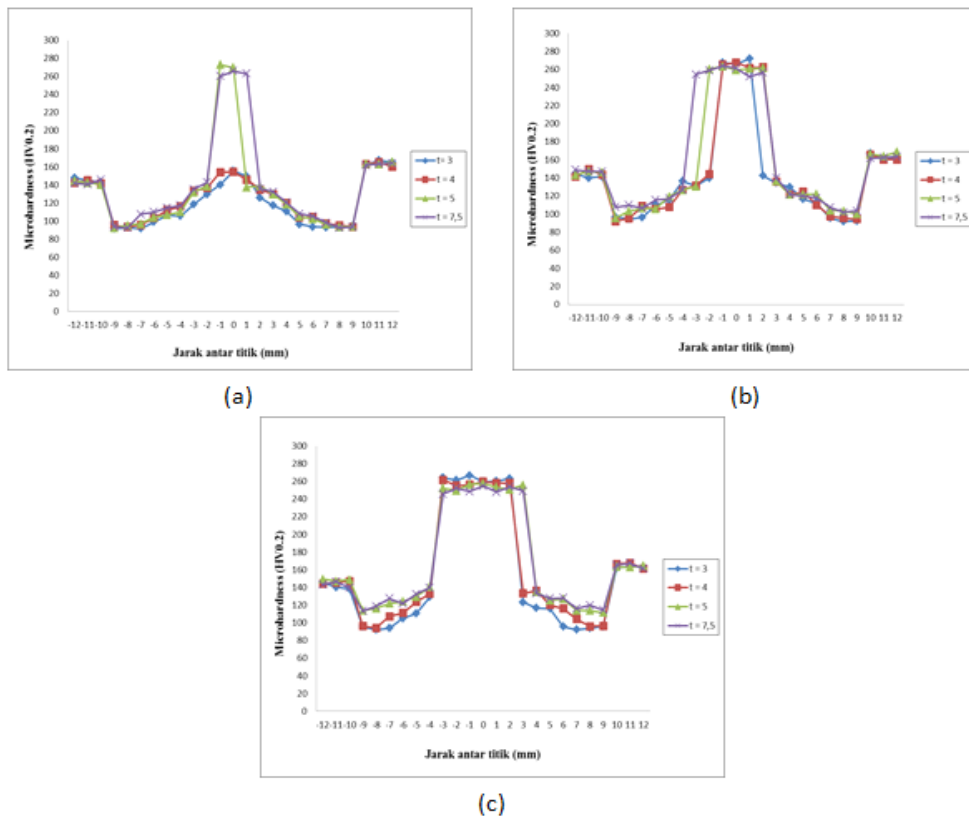 300
280
260
240
220
200
180
160
140
120
100
80
60
40
20
0
Microhardness (HV0.2)
-12 -11 -10 -9 -8 -7 -6 -5 -4 -3 -2 -1 0 1 2 3 4 5 6 7 8 9 10 11 12
Jarak antar titik (mm)
t = 3
t = 4
t = 5
t = 7,5
(a)
300
280
260
240
220
200
180
160
140
120
100
80
60
40
20
0
Microhardness (HV0.2)
-12 -11 -10 -9 -8 -7 -6 -5 -4 -3 -2 -1 0 1 2 3 4 5 6 7 8 9 10 11 12
Jarak antar titik (mm)
t = 3
t = 4
t = 5
t = 7,5
(b)
300
280
260
240
220
200
180
160
140
120
100
80
60
40
20
0
Microhardness (HV0.2)
-12 -11 -10 -9 -8 -7 -6 -5 -4 -3 -2 -1 0 1 2 3 4 5 6 7 8 9 10 11 12
Jarak antar titik (mm)
t = 3
t = 4
t = 5
t = 7,5
(c)